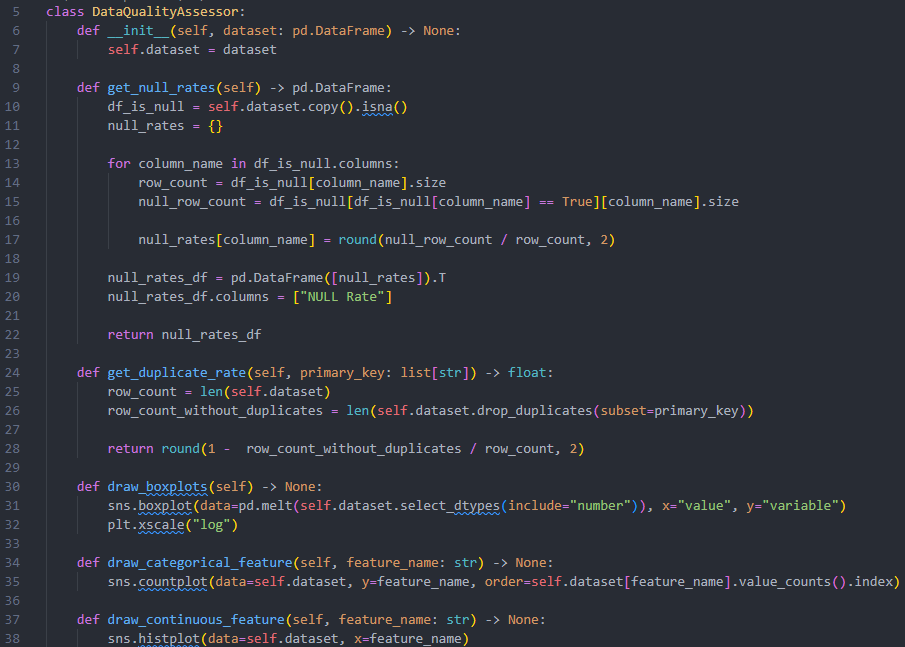 5 class DataQualityAssessor:
6     def __init__(self, dataset: pd.DataFrame) -> None:
7         self.dataset = dataset
8
9     def get_null_rates(self) -> pd.DataFrame:
10         df_is_null = self.dataset.copy().isna()
11         null_rates = {}
12
13         for column_name in df_is_null.columns:
14             row_count = df_is_null[column_name].size
15             null_row_count = df_is_null[df_is_null[column_name] == True][column_name].size
16
17             null_rates[column_name] = round(null_row_count / row_count, 2)
18
19         null_rates_df = pd.DataFrame([null_rates]).T
20         null_rates_df.columns = ["NULL Rate"]
21
22         return null_rates_df
23
24     def get_duplicate_rate(self, primary_key: list[str]) -> float:
25         row_count = len(self.dataset)
26         row_count_without_duplicates = len(self.dataset.drop_duplicates(subset=primary_key))
27
28         return round(1 -  row_count_without_duplicates / row_count, 2)
29
30     def draw_boxplots(self) -> None:
31         sns.boxplot(data=pd.melt(self.dataset.select_dtypes(include="number")), x="value", y="variable")
32         plt.xscale("log")
33
34     def draw_categorical_feature(self, feature_name: str) -> None:
35         sns.countplot(data=self.dataset, y=feature_name, order=self.dataset[feature_name].value_counts().index)
36
37     def draw_continuous_feature(self, feature_name: str) -> None:
38         sns.histplot(data=self.dataset, x=feature_name)